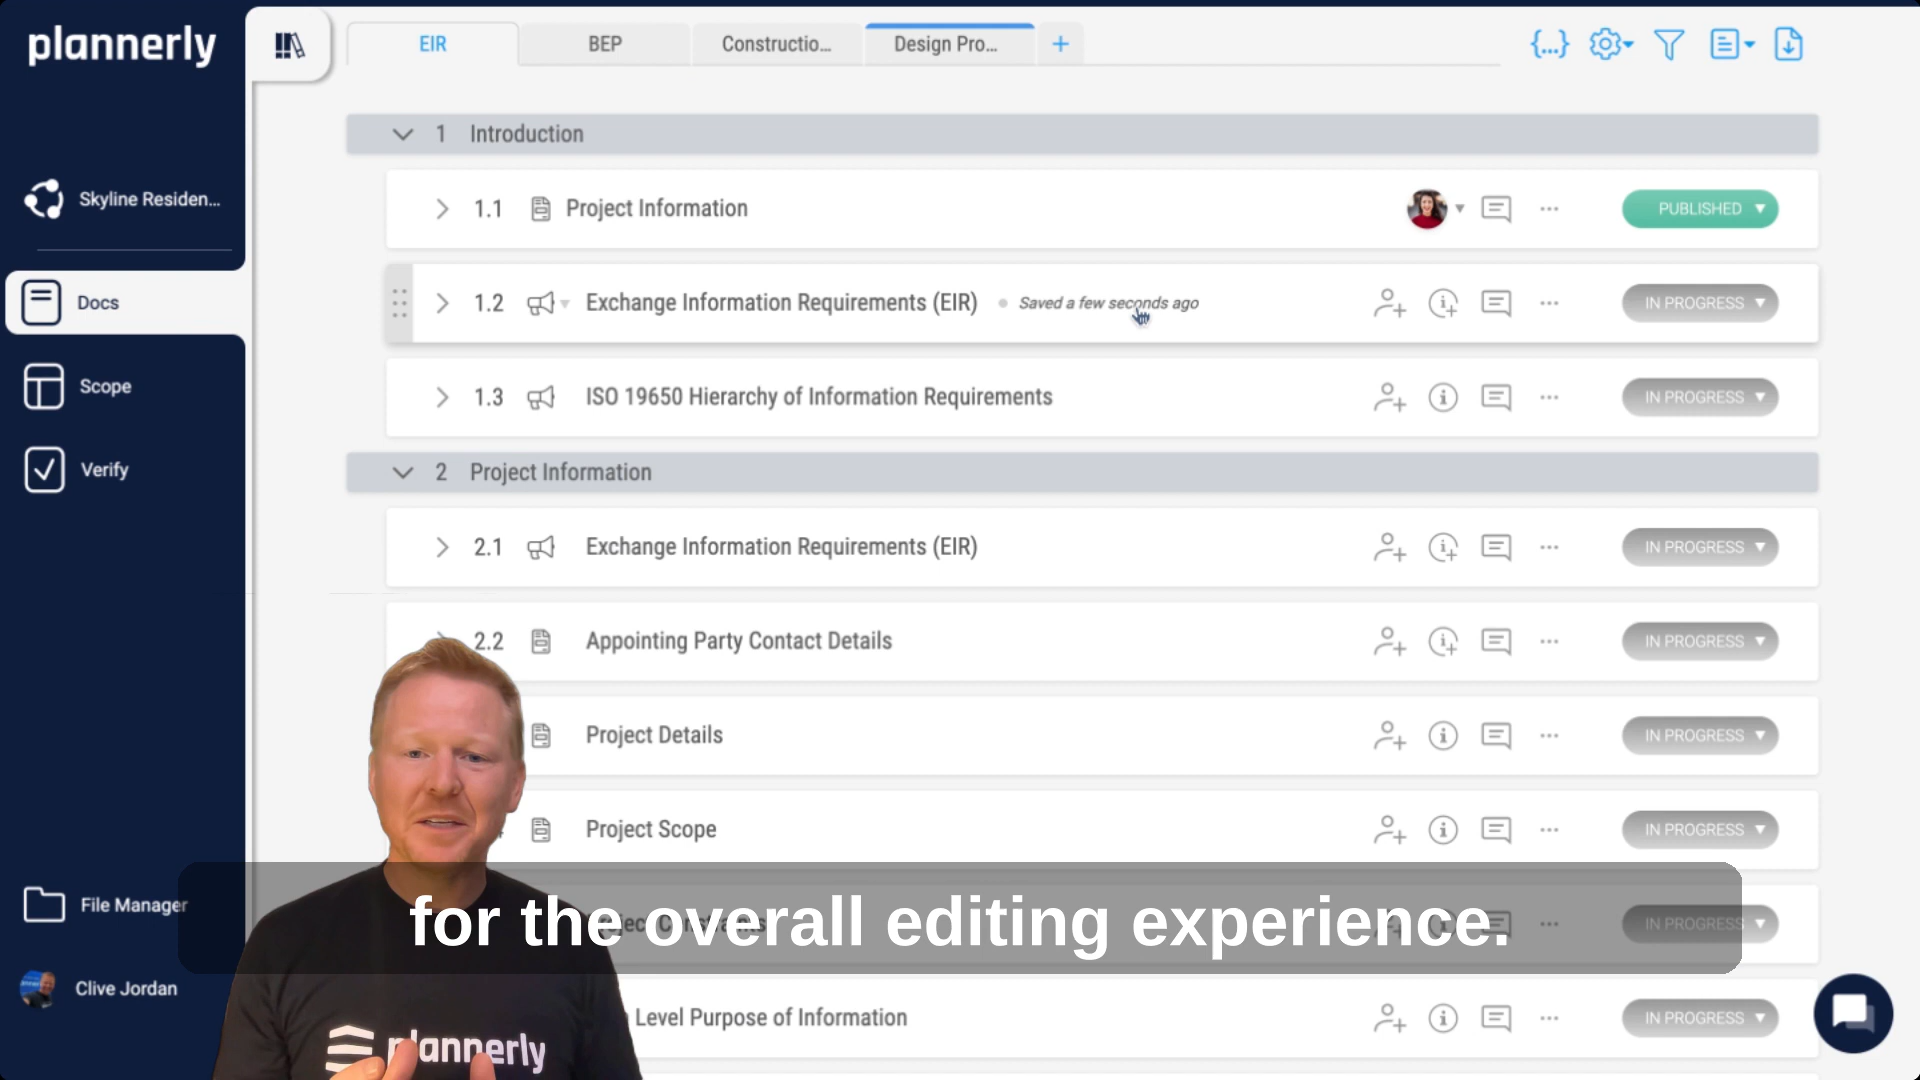 plannerly
EIR
BEP
Constructio...
Design Pro...
+
{...}
1 Introduction
Skyline Residen...
1.1 Project Information
PUBLISHED
Docs
1.2 Exchange Information Requirements (EIR)
Saved a few seconds ago
IN PROGRESS
Scope
1.3 ISO 19650 Hierarchy of Information Requirements
IN PROGRESS
Verify
2 Project Information
2.1 Exchange Information Requirements (EIR)
IN PROGRESS
2.2 Appointing Party Contact Details
IN PROGRESS
Project Details
IN PROGRESS
Project Scope
IN PROGRESS
File Manager
for the overall editing experience.
IN PROGRESS
Clive Jordan
Level Purpose of Information
IN PROGRESS
plannerly